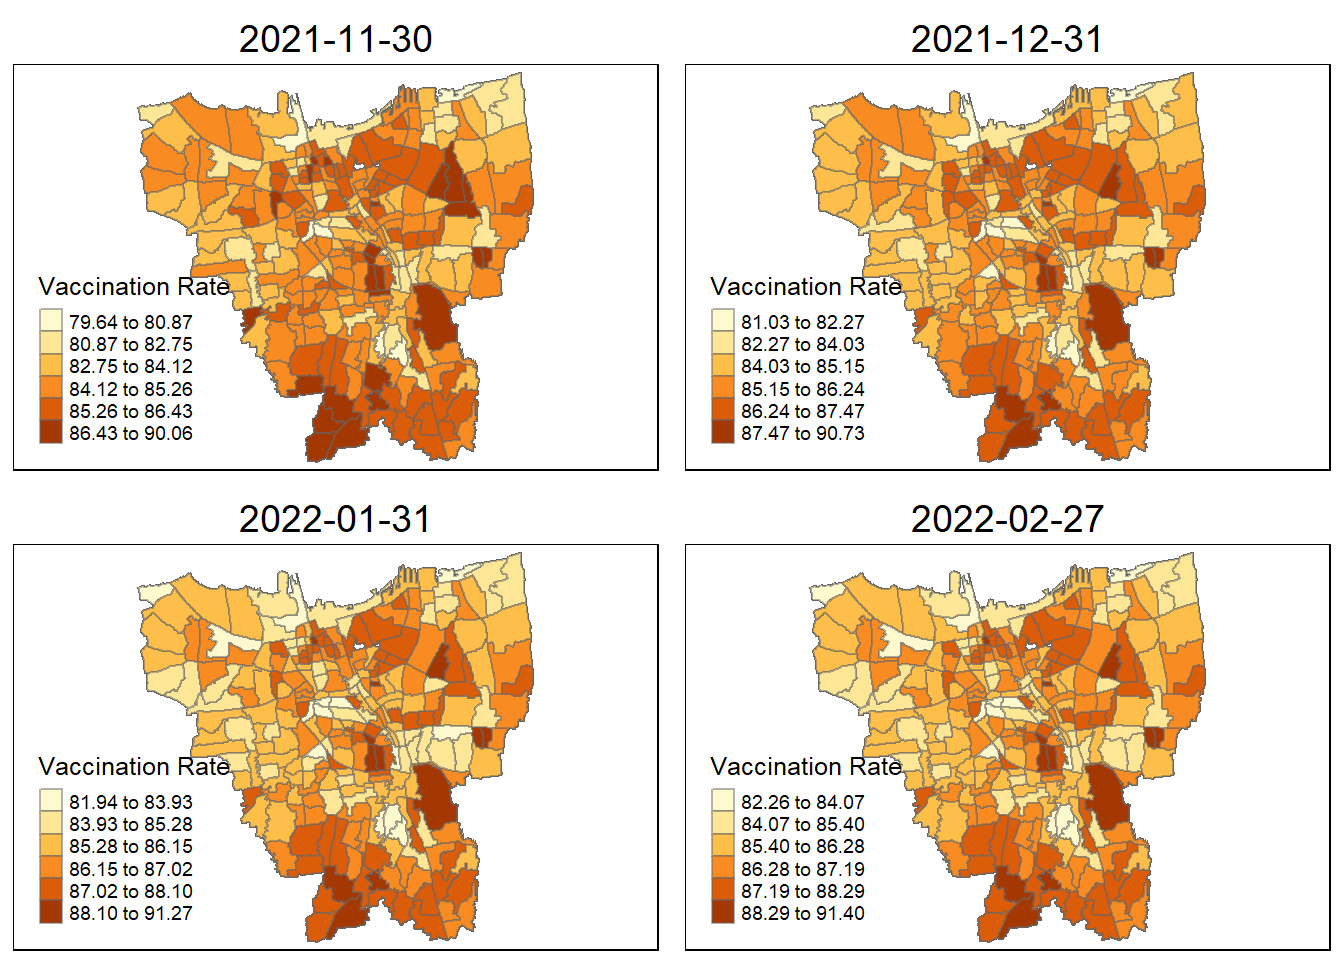 2021-11-30
Vaccination Rate
79.64 to 80.87
80.87 to 82.75
82.75 to 84.12
84.12 to 85.26
85.26 to 86.43
86.43 to 90.06
2021-12-31
Vaccination Rate
81.03 to 82.27
82.27 to 84.03
84.03 to 85.15
85.15 to 86.24
86.24 to 87.47
87.47 to 90.73
2022-01-31
Vaccination Rate
81.94 to 83.93
83.93 to 85.28
85.28 to 86.15
86.15 to 87.02
87.02 to 88.10
88.10 to 91.27
2022-02-27
Vaccination Rate
82.26 to 84.07
84.07 to 85.40
85.40 to 86.28
86.28 to 87.19
87.19 to 88.29
88.29 to 91.40